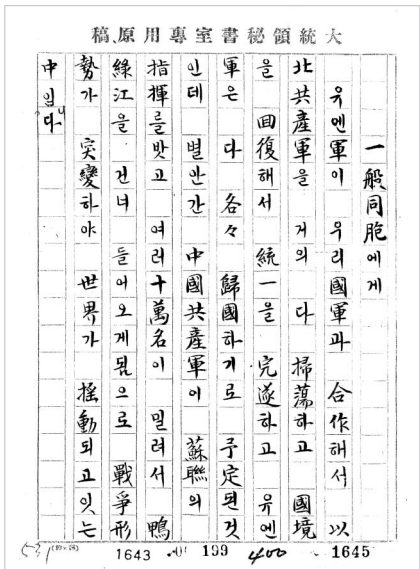 大統領秘書室專用原稿
一般同胞에게
유엔軍이 우리國軍과 合作해서 以
北共產軍을 거의 다 掃蕩하고 國境
을 回復해서 統一을 完遂하고 유엔
軍은 다 各々 歸國하기로 予定된것
인데 별안간 中國共產軍이 蘇聯의
指揮를 밧고 여러十萬名이 밀려서 鴨
綠江을 건너 들어오게됨으로 戰爭形
勢가 突變하야 世界가 搖動되고잇는
中입니다
1643 199 400 1645